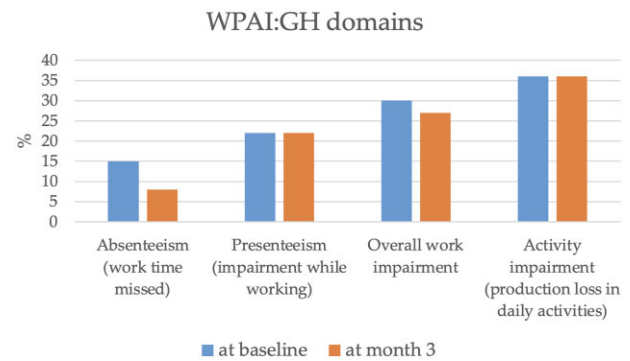 WPAI:GH domains
40
35
30
25
20
15
10
5
0
%
Absenteeism
(work time
missed)
Presenteeism
(impairment while
working)
Overall work
impairment
Activity
impairment
(production loss in
daily activities)
at baseline
at month 3